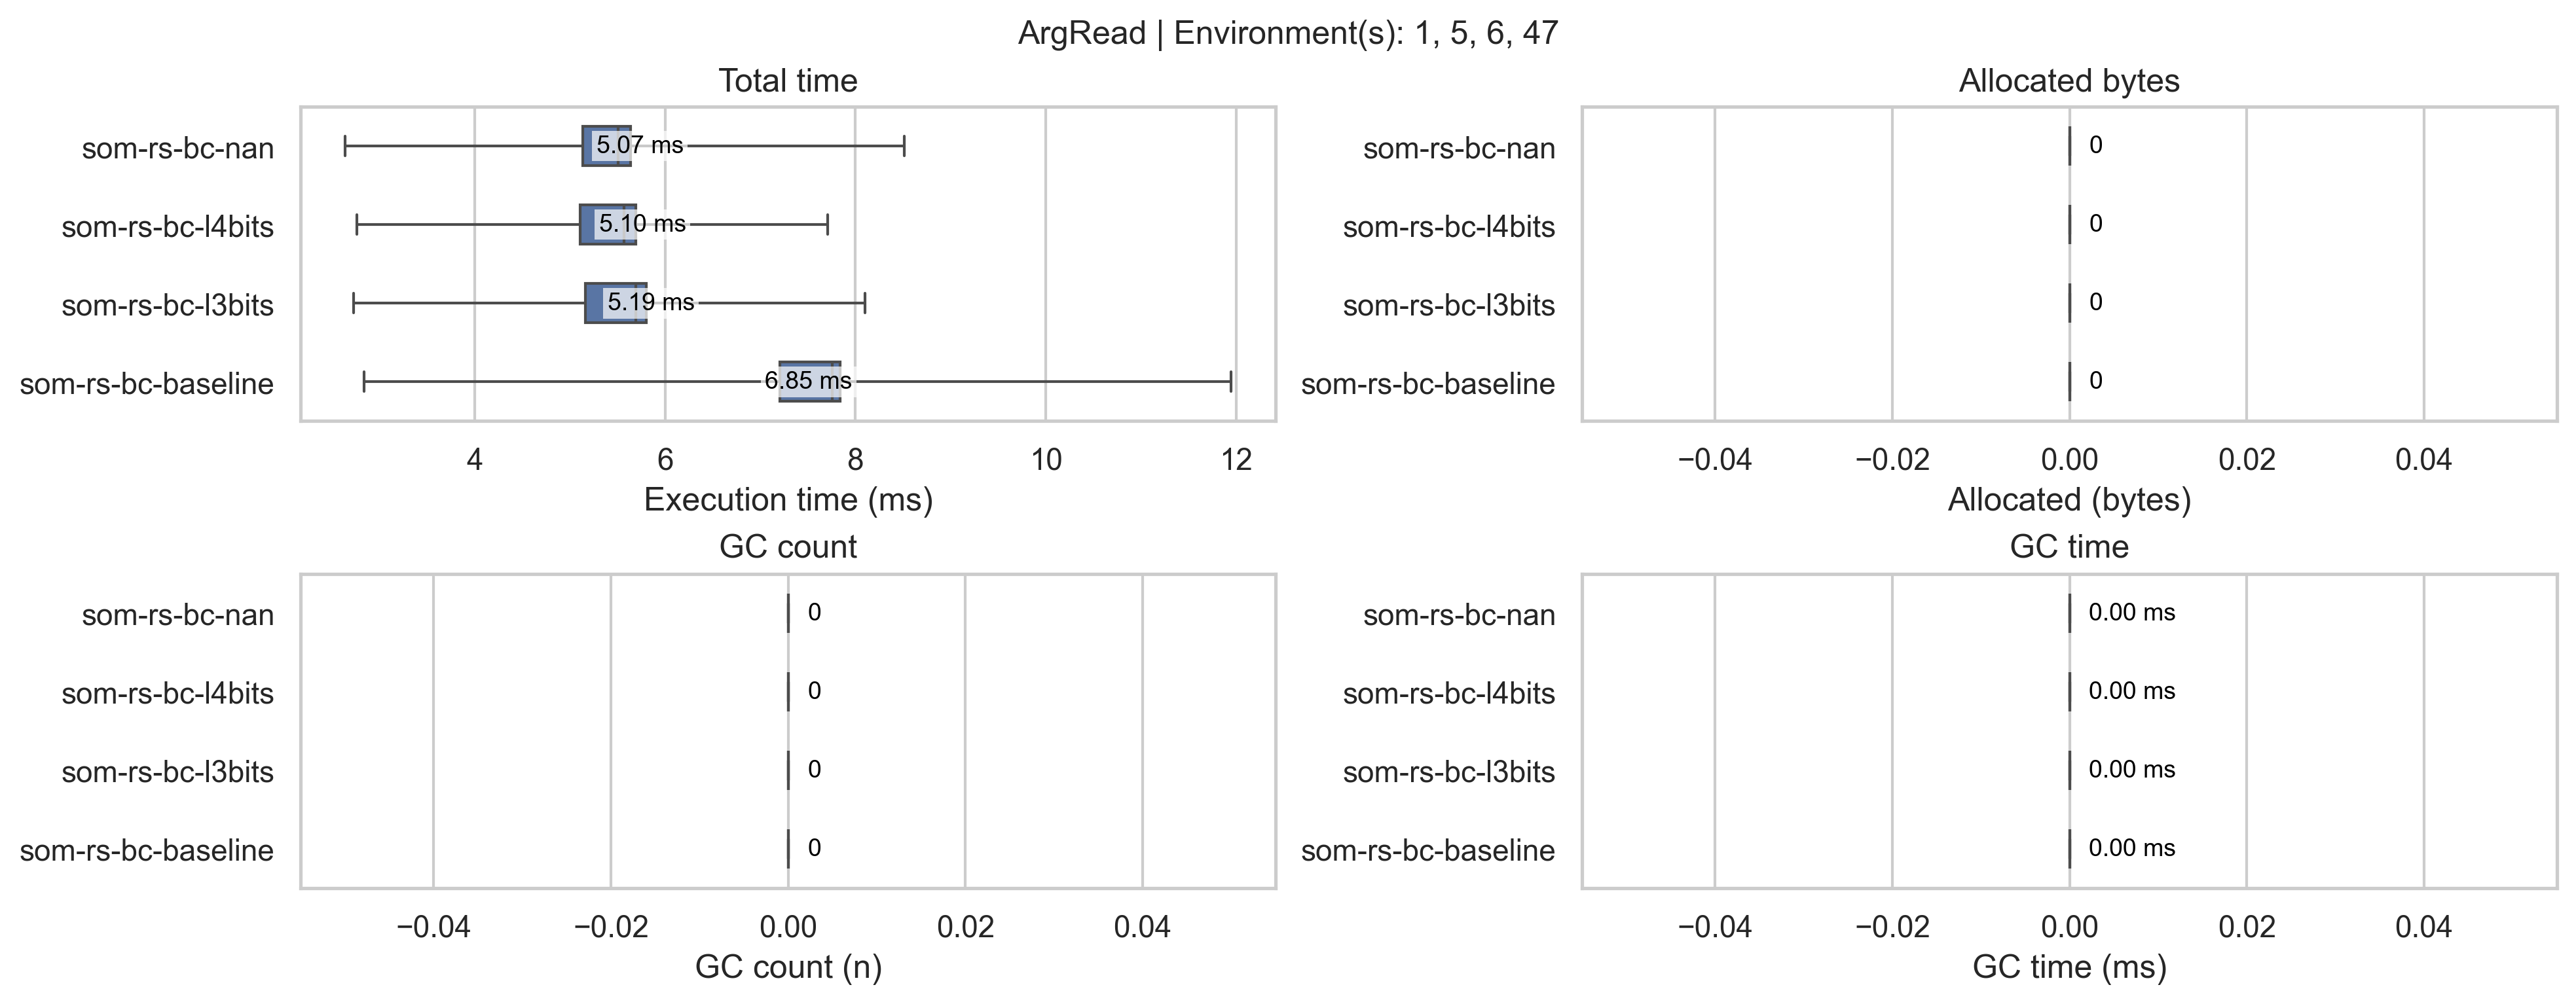 ArgRead | Environment(s): 1, 5, 6, 47
Total time
som-rs-bc-nan
5.07 ms
som-rs-bc-l4bits
5.10 ms
som-rs-bc-l3bits
5.19 ms
som-rs-bc-baseline
6.85 ms
4 6 8 10 12
Execution time (ms)
Allocated bytes
som-rs-bc-nan
0
som-rs-bc-l4bits
0
som-rs-bc-l3bits
0
som-rs-bc-baseline
0
−0.04 −0.02 0.00 0.02 0.04
Allocated (bytes)
GC count
som-rs-bc-nan
0
som-rs-bc-l4bits
0
som-rs-bc-l3bits
0
som-rs-bc-baseline
0
−0.04 −0.02 0.00 0.02 0.04
GC count (n)
GC time
som-rs-bc-nan
0.00 ms
som-rs-bc-l4bits
0.00 ms
som-rs-bc-l3bits
0.00 ms
som-rs-bc-baseline
0.00 ms
−0.04 −0.02 0.00 0.02 0.04
GC time (ms)